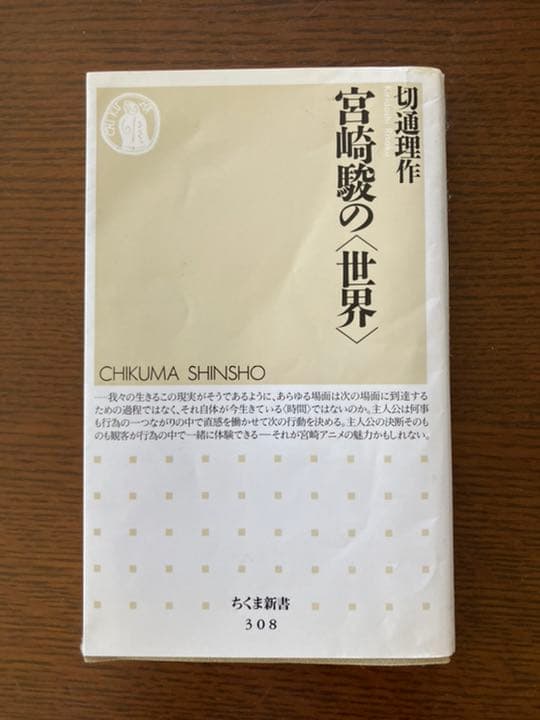 切通理作
Kiridoshi Risaku
宮崎駿の〈世界〉
CHIKUMA SHINSHO
──我々の生きるこの現実がそうであるように、あらゆる場面は次の場面に到達する
ための過程ではなく、それ自体が今生きている〈時間〉ではないのか。主人公は何事
も行為の一つながりの中で直感を働かせて次の行動を決める。主人公の決断そのも
のも観客が行為の中で一緒に体験できる──それが宮崎アニメの魅力かもしれない。
ちくま新書
308